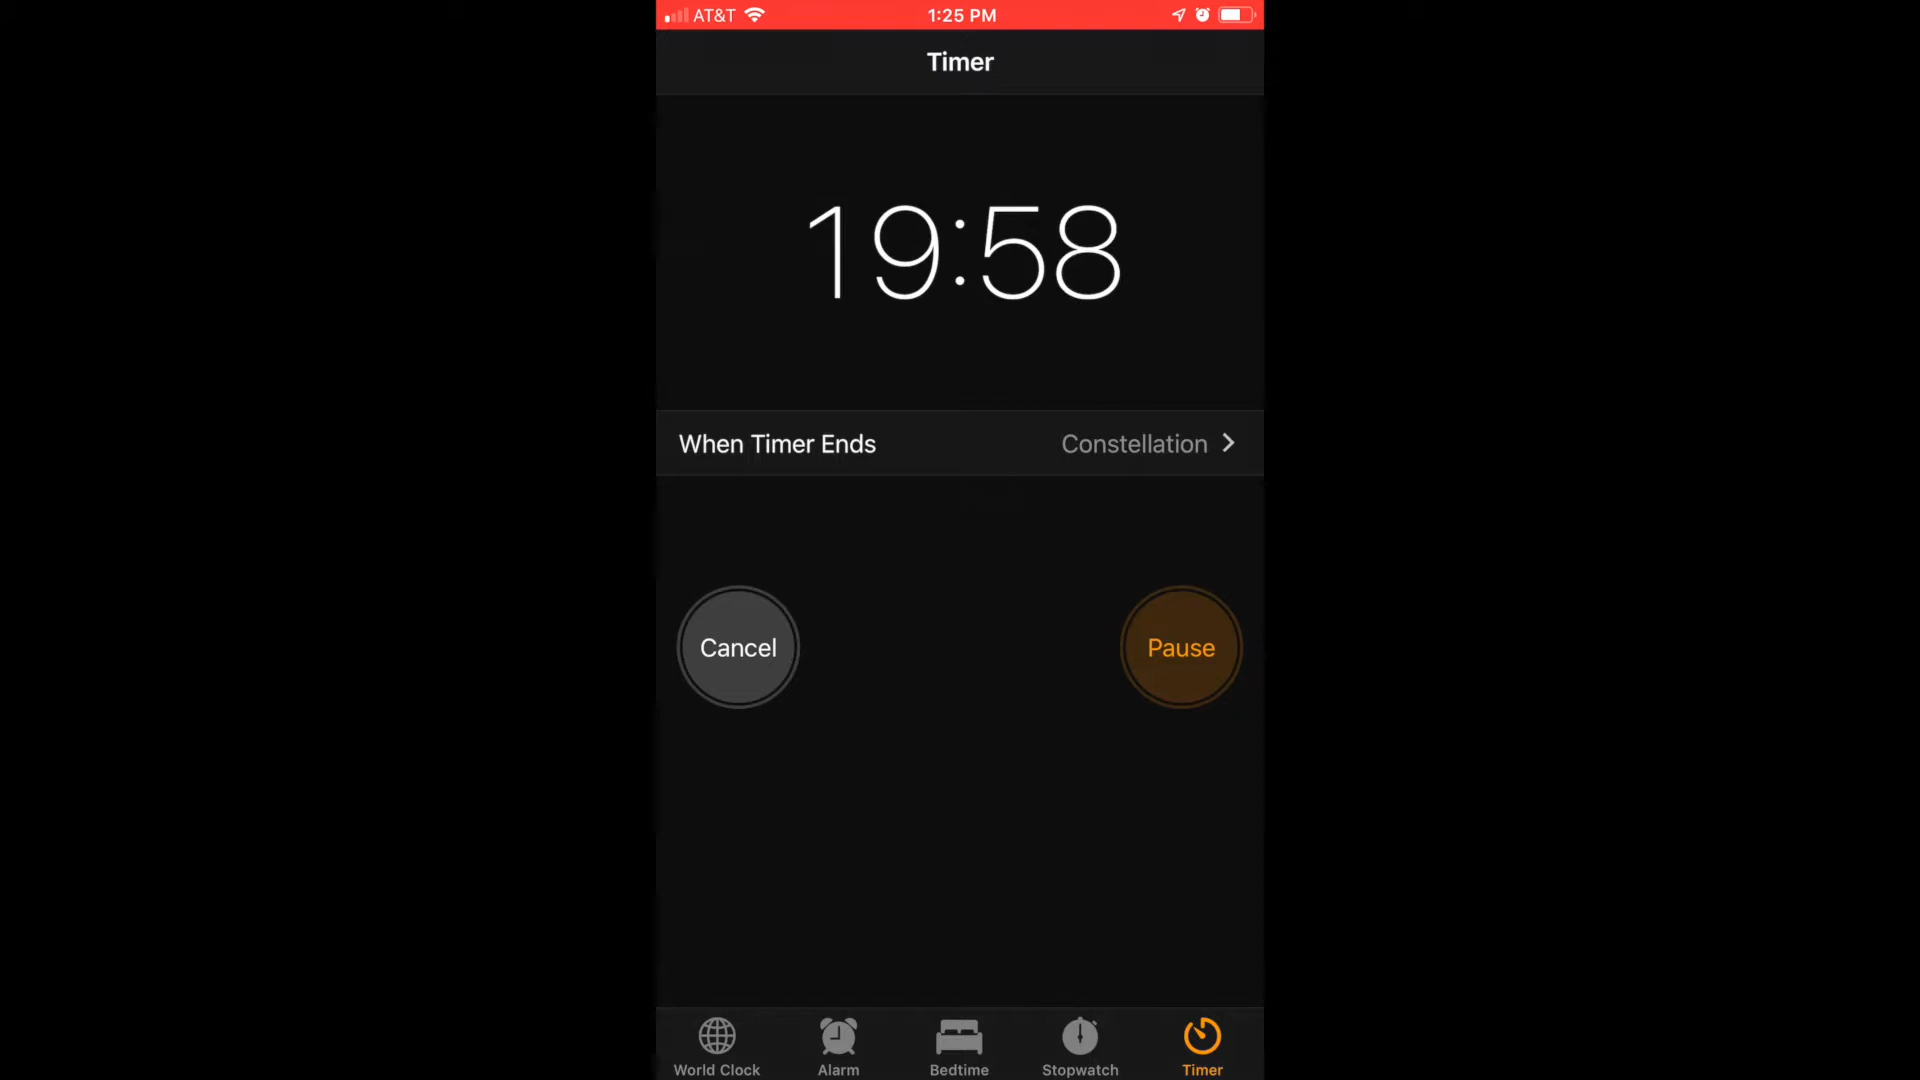 AT&T 1:25 PM
Timer
19:58
When Timer Ends Constellation
Cancel Pause
World Clock Alarm Bedtime Stopwatch Timer